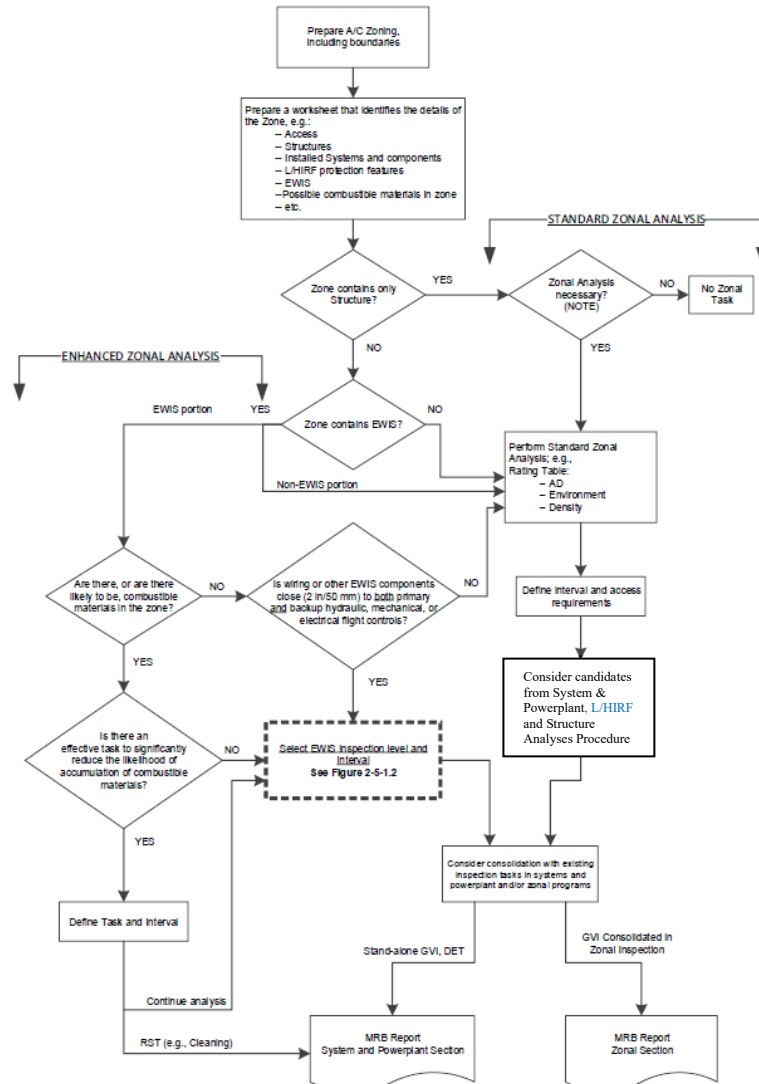 Prepare A/C Zoning,
including boundaries
Prepare a worksheet that identifies the details of
the Zone, e.g.:
-- Access
-- Structures
-- Installed Systems and components
-- L/HIRF protection features
-- EWIS
--Possible combustible materials in zone
-- etc.
STANDARD ZONAL ANALYSIS
Zone contains only
Structure?
YES
Zonal Analysis
necessary?
(NOTE)
NO
No Zonal
Task
NO
YES
ENHANCED ZONAL ANALYSIS
EWIS portion
YES
Zone contains EWIS?
NO
Non-EWIS portion
Perform Standard Zonal
Analysis; e.g.,
Rating Table:
-- AD
-- Environment
-- Density
Are there, or are there
likely to be, combustible
materials in the zone?
NO
Is wiring or other EWIS components
close (2 in/50 mm) to both primary
and backup hydraulic, mechanical, or
electrical flight controls?
NO
Define interval and access
requirements
YES
YES
Consider candidates
from System &
Powerplant, L/HIRF
and Structure
Analyses Procedure
Is there an
effective task to significantly
reduce the likelihood of
accumulation of combustible
materials?
NO
Select EWIS Inspection level and
Interval
See Figure 2-5-1.2
YES
Consider consolidation with existing
inspection tasks in systems and
powerplant and/or zonal programs
Define Task and Interval
Stand-alone GVI, DET
GVI Consolidated in
Zonal Inspection
Continue analysis
RST (e.g., Cleaning)
MRB Report
System and Powerplant Section
MRB Report
Zonal Section